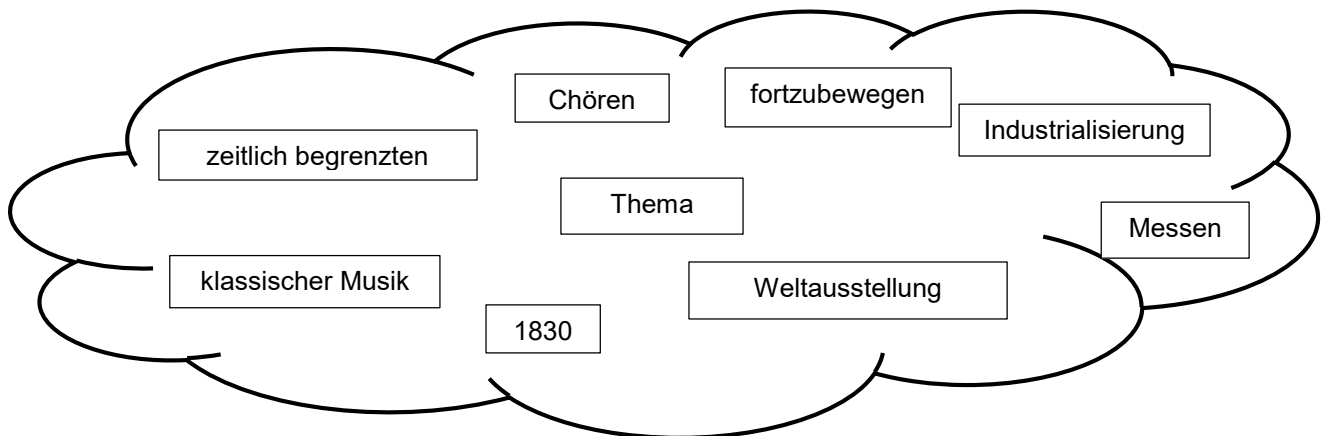 Chören
fortzubewegen
Industrialisierung
zeitlich begrenzten
Thema
Messen
klassischer Musik
Weltausstellung
1830